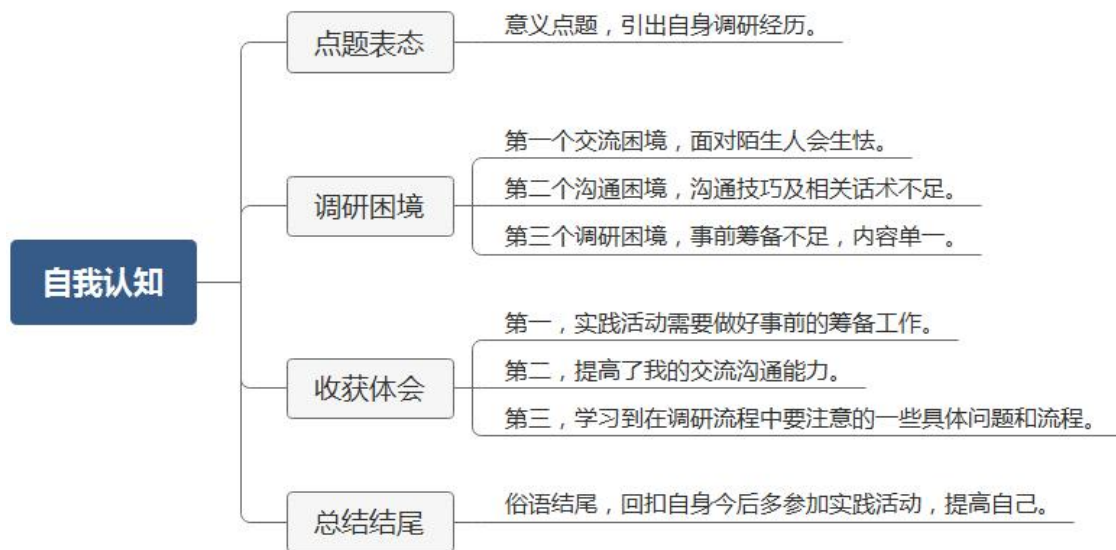 自我认知
点题表态
意义点题，引出自身调研经历。
调研困境
第一个交流困境，面对陌生人会生怯。
第二个沟通困境，沟通技巧及相关话术不足。
第三个调研困境，事前筹备不足，内容单一。
收获体会
第一，实践活动需要做好事前的筹备工作。
第二，提高了我的交流沟通能力。
第三，学习到在调研流程中要注意的一些具体问题和流程。
总结结尾
俗语结尾，回扣自身今后多参加实践活动，提高自己。